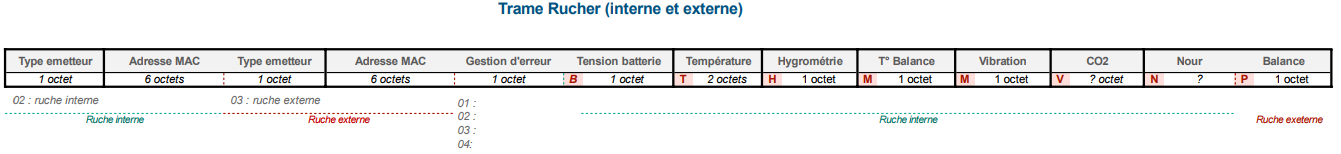 Trame Rucher (interne et externe)
Type emetteur Adresse MAC Type emetteur Adresse MAC Gestion d'erreur Tension batterie Température Hygrométrie T° Balance Vibration CO2 Nour Balance
1 octet 6 octets 1 octet 6 octets 1 octet B 1 octet T 2 octets H 1 octet M 1 octet M 1 octet V ? octet N ? P 1 octet
02 : ruche interne 03 : ruche externe 01 :
02 :
Ruche interne Ruche externe Ruche interne Ruche exeterne
03 :
04: